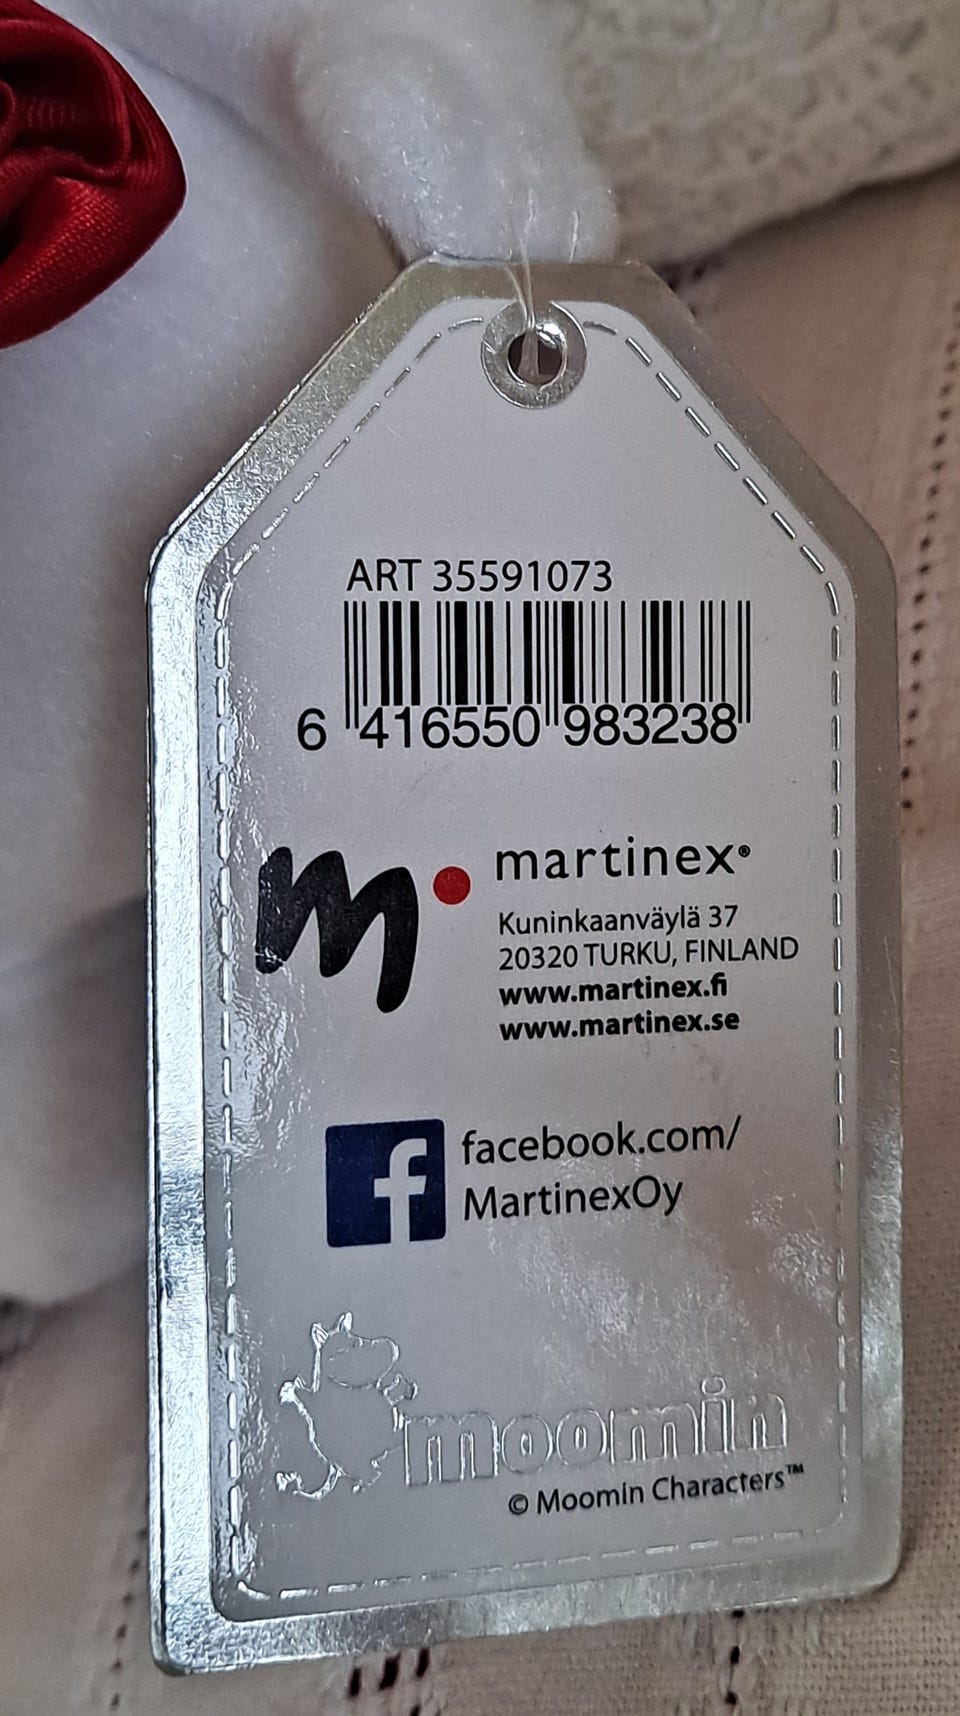 ART 35591073
6 416550 983238
m
martinex®
Kuninkaanväylä 37
20320 TURKU, FINLAND
www.martinex.fi
www.martinex.se
f
facebook.com/
MartinexOy
moomin
© Moomin Characters™